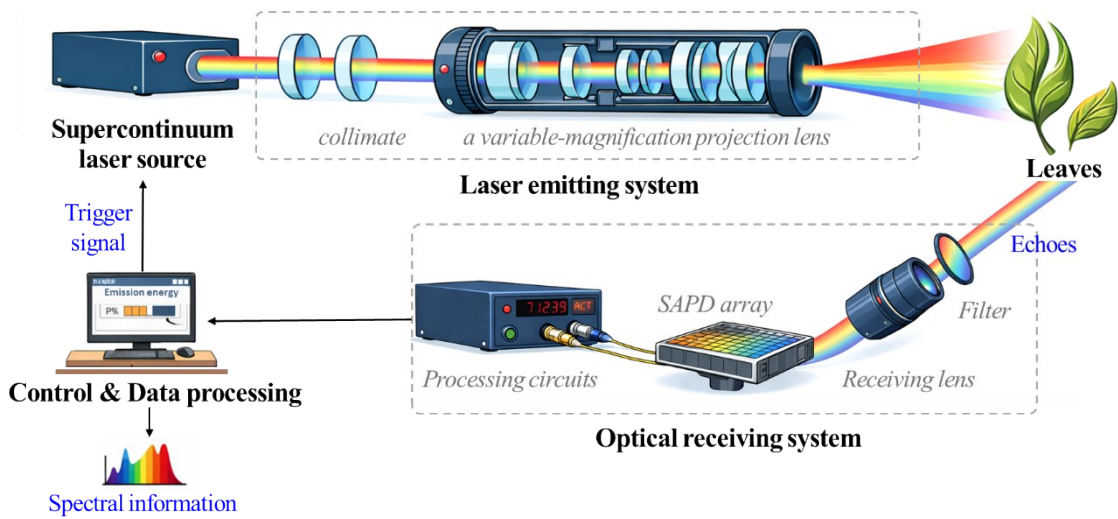 collimate
a variable-magnification projection lens
Supercontinuum
laser source
Laser emitting system
Leaves
Trigger
signal
Echoes
Emission energy
P%
71239
ACT
SAPD array
Filter
Processing circuits
Receiving lens
Control & Data processing
Optical receiving system
Spectral information